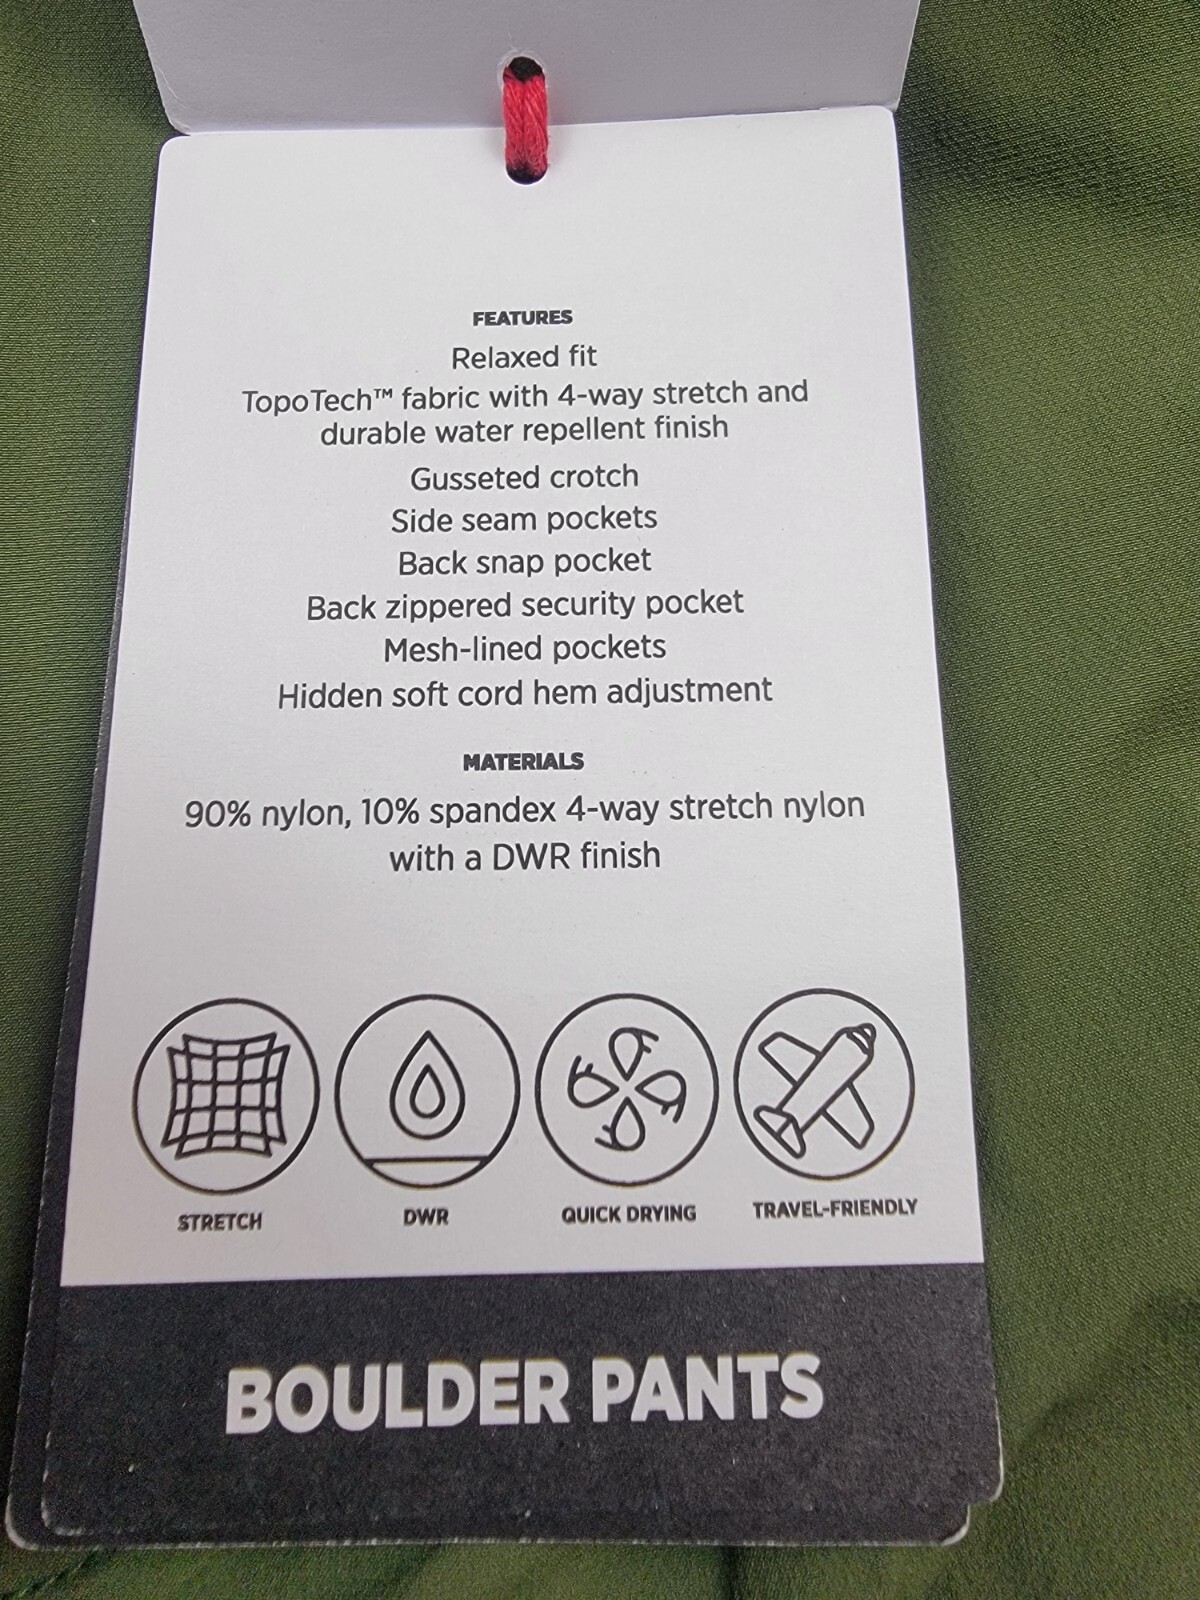 FEATURES
Relaxed fit
TopoTech™ fabric with 4-way stretch and
durable water repellent finish
Gusseted crotch
Side seam pockets
Back snap pocket
Back zippered security pocket
Mesh-lined pockets
Hidden soft cord hem adjustment
MATERIALS
90% nylon, 10% spandex 4-way stretch nylon
with a DWR finish
STRETCH
DWR
QUICK DRYING
TRAVEL-FRIENDLY
BOULDER PANTS